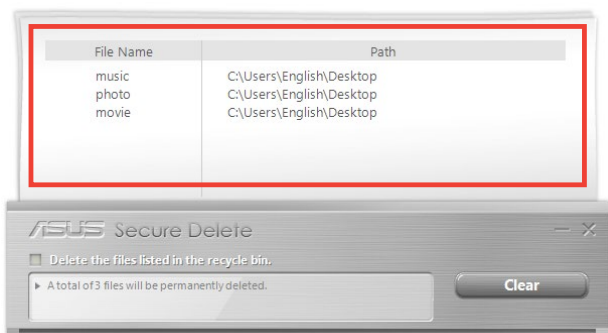 File Name Path
music C:\Users\English\Desktop
photo C:\Users\English\Desktop
movie C:\Users\English\Desktop
ASUS Secure Delete
Delete the files listed in the recycle bin.
A total of 3 files will be permanently deleted.
Clear